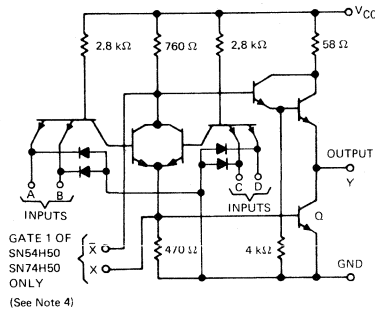 VCC
2.8 kΩ
760 Ω
2.8 kΩ
58 Ω
OUTPUT
Y
A B
INPUTS
C D
INPUTS
Q
GATE 1 OF
SN54H50
SN74H50
ONLY
X̄
X
470 Ω
4 kΩ
GND
(See Note 4)